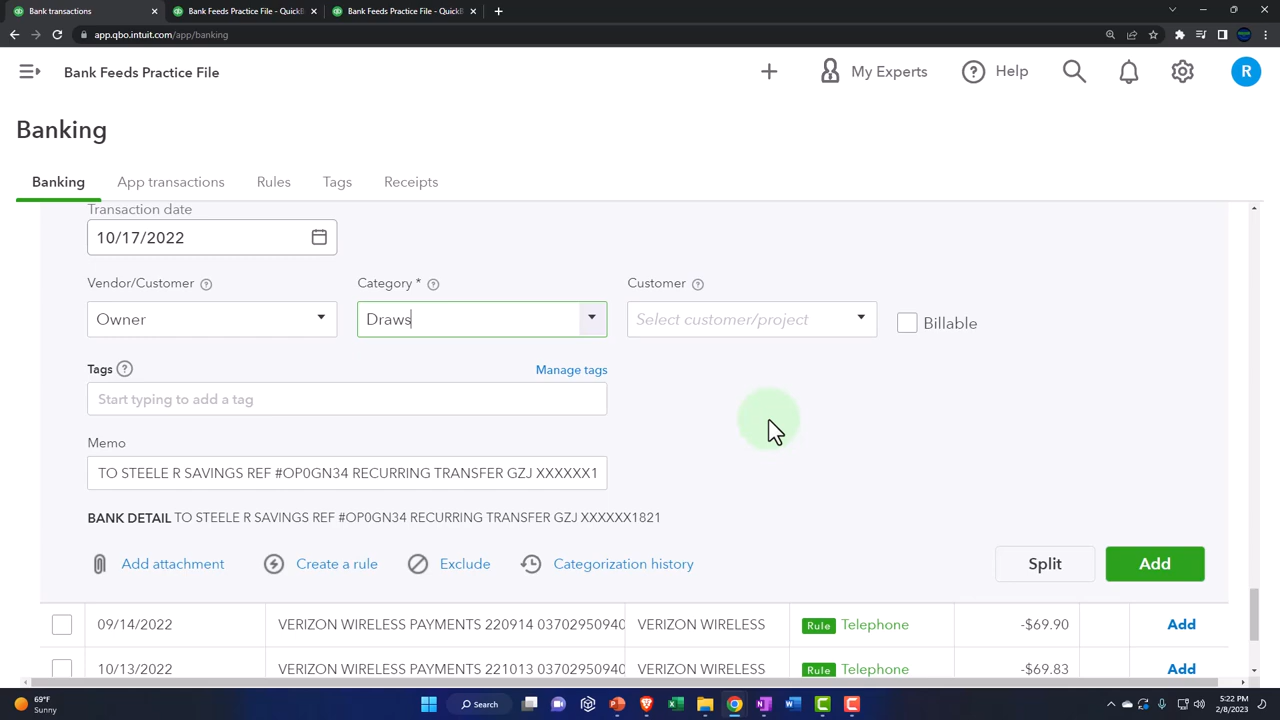 Bank transactions
Bank Feeds Practice File - QuickB
Bank Feeds Practice File - QuickB
app.qbo.intuit.com/app/banking
Bank Feeds Practice File
My Experts
Help
R
Banking
Banking
App transactions
Rules
Tags
Receipts
Transaction date
10/17/2022
Vendor/Customer
Category *
Customer
Owner
Draws
Select customer/project
Billable
Tags
Manage tags
Start typing to add a tag
Memo
TO STEELE R SAVINGS REF #OP0GN34 RECURRING TRANSFER GZJ XXXXXX1
BANK DETAIL TO STEELE R SAVINGS REF #OP0GN34 RECURRING TRANSFER GZJ XXXXXX1821
Add attachment
Create a rule
Exclude
Categorization history
Split
Add
09/14/2022 VERIZON WIRELESS PAYMENTS 220914 03702950940 VERIZON WIRELESS Rule Telephone -$69.90 Add
10/13/2022 VERIZON WIRELESS PAYMENTS 221013 03702950940 VERIZON WIRELESS Rule Telephone -$69.83 Add
69°F
Sunny
Search
5:22 PM
2/8/2023